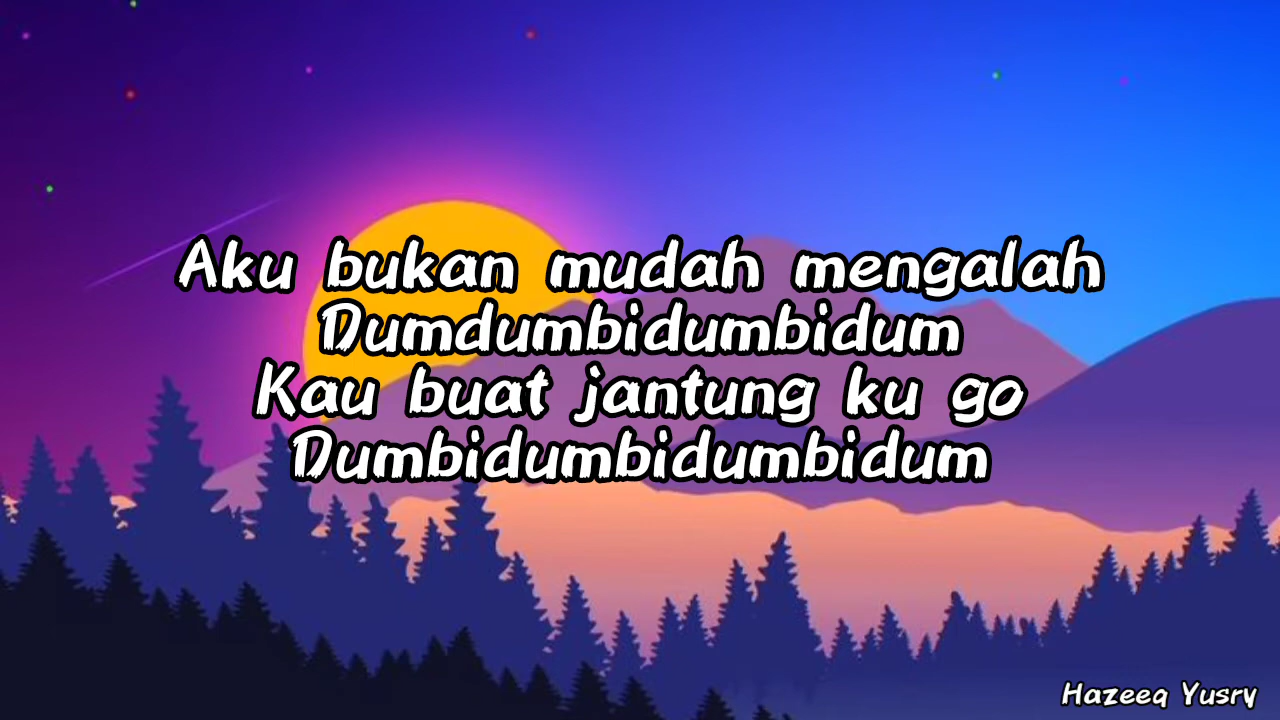 Aku bukan mudah mengalah
Dumdumbidumbidum
Kau buat jantung ku go
Dumbidumbidumbidum
Hazeeq Yusry